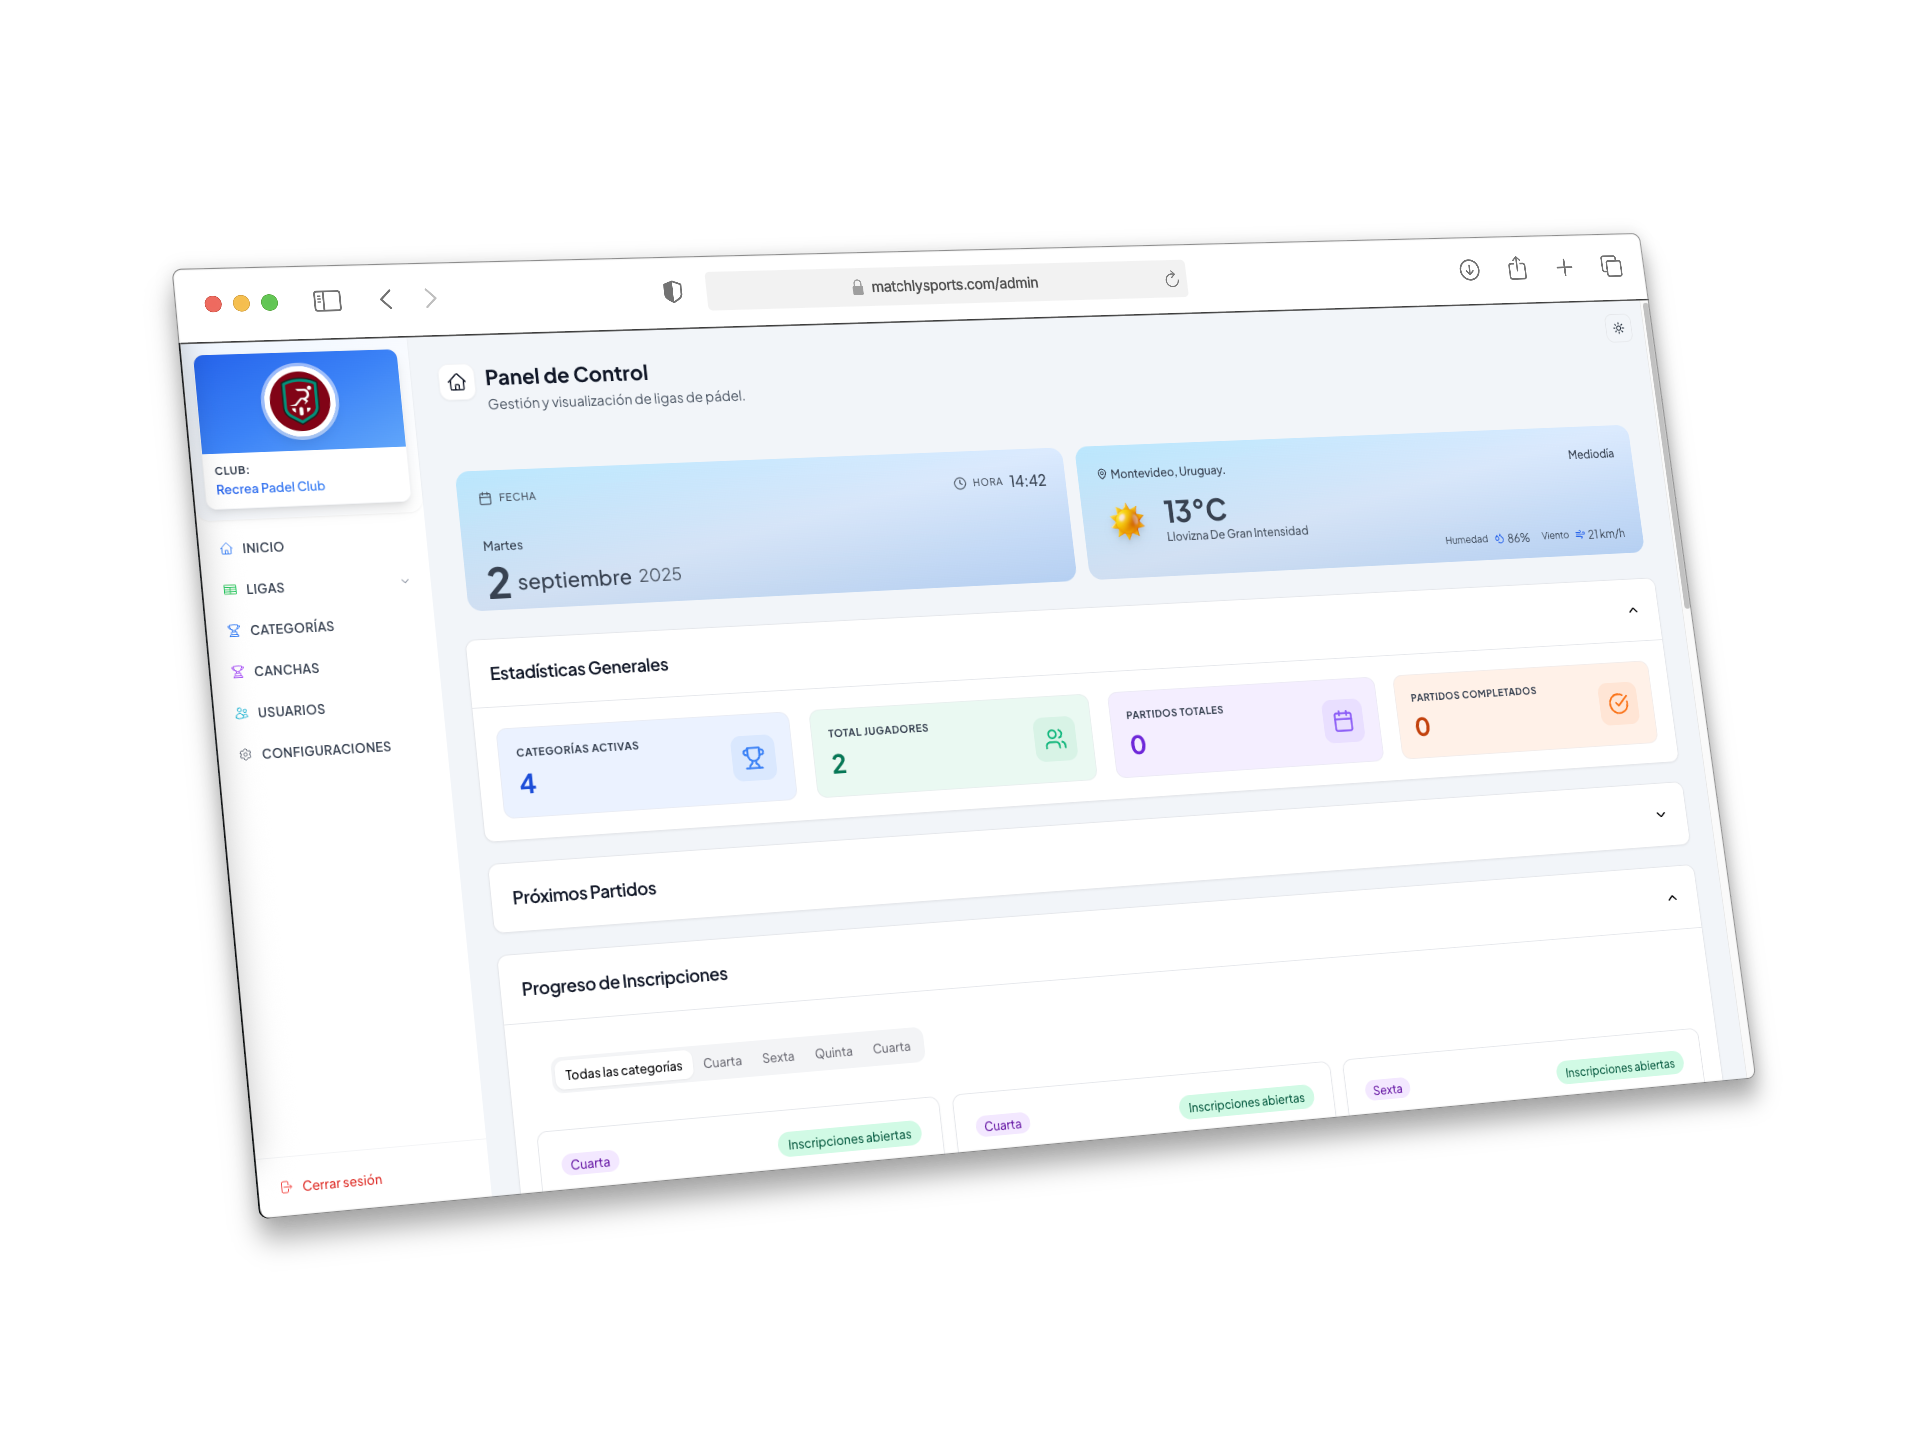 matchlysports.com/admin
CLUB:
Recrea Padel Club
INICIO
LIGAS
CATEGORÍAS
CANCHAS
USUARIOS
CONFIGURACIONES
Cerrar sesión
Panel de Control
Gestión y visualización de ligas de pádel.
FECHA
HORA 14:42
Martes
2 septiembre 2025
Montevideo, Uruguay.
Mediodía
13°C
Llovizna De Gran Intensidad
Humedad 86% Viento 21 km/h
Estadísticas Generales
CATEGORÍAS ACTIVAS
4
TOTAL JUGADORES
2
PARTIDOS TOTALES
0
PARTIDOS COMPLETADOS
0
Próximos Partidos
Progreso de Inscripciones
Todas las categorías Cuarta Sexta Quinta Cuarta
Cuarta Inscripciones abiertas
Cuarta Inscripciones abiertas
Sexta Inscripciones abiertas